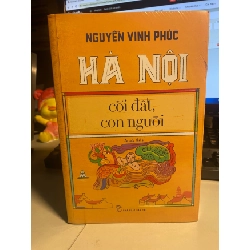 NGUYỄN VINH PHÚC
HÀ NỘI
cõi đất,
con người